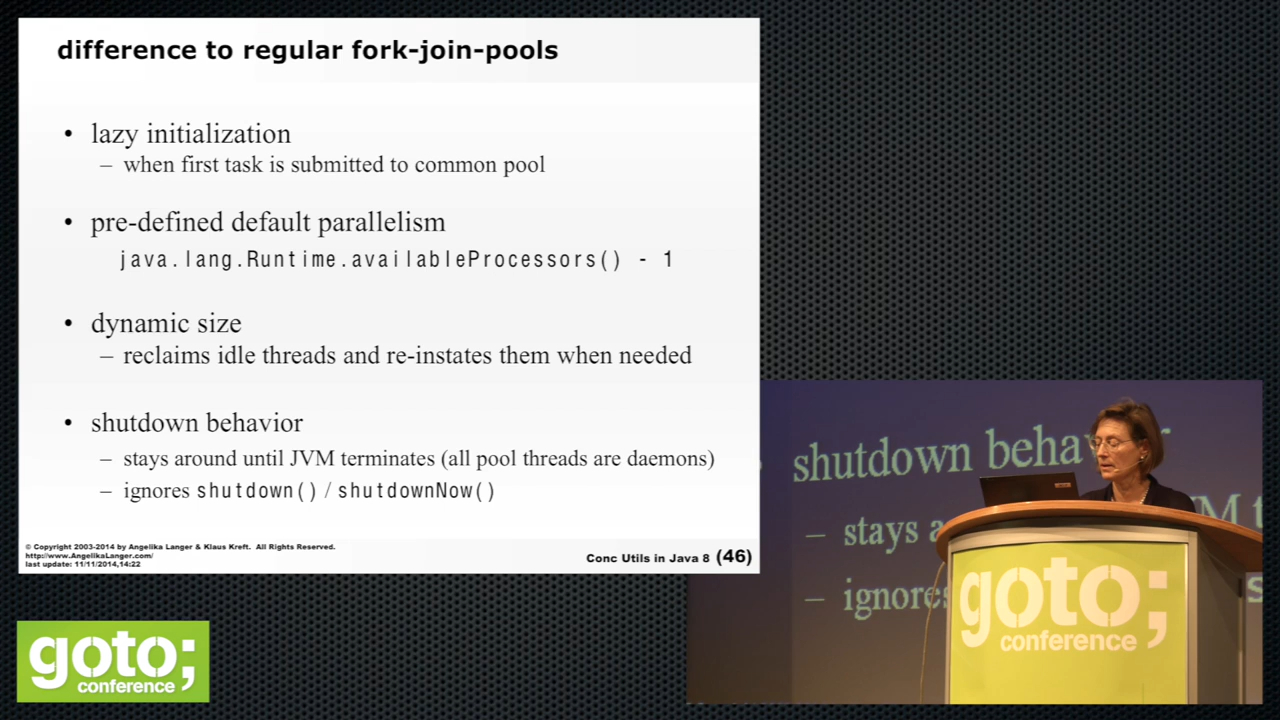 difference to regular fork-join-pools
• lazy initialization
– when first task is submitted to common pool
• pre-defined default parallelism
java.lang.Runtime.availableProcessors() - 1
• dynamic size
– reclaims idle threads and re-instates them when needed
• shutdown behavior
– stays around until JVM terminates (all pool threads are daemons)
– ignores shutdown() / shutdownNow()
© Copyright 2003-2014 by Angelika Langer & Klaus Kreft. All Rights Reserved.
http://www.AngelikaLanger.com/
last update: 11/11/2014,14:22
Conc Utils in Java 8 (46)
shutdown behav r
– stays a VM t
– ignores s
goto;
conference
goto;
conference